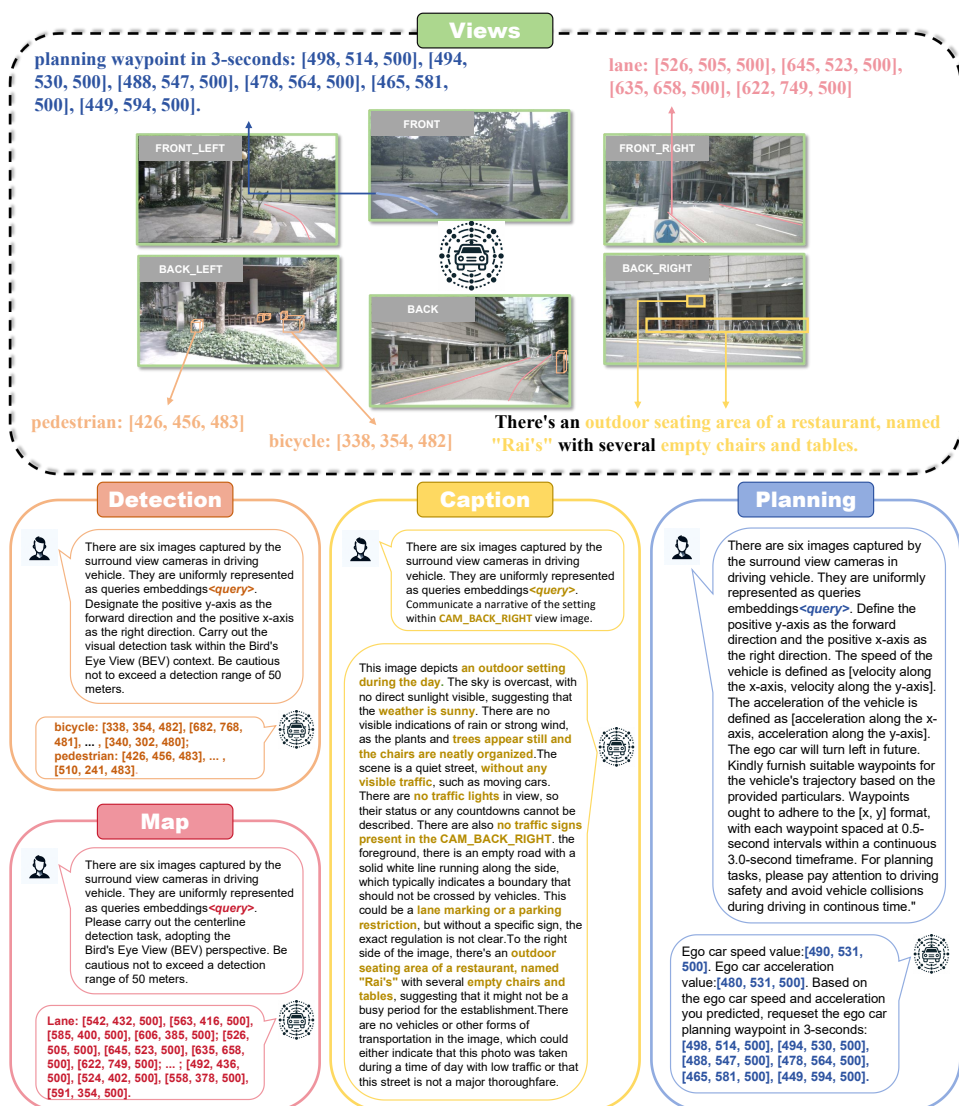 Views
planning waypoint in 3-seconds: [498, 514, 500], [494,
530, 500], [488, 547, 500], [478, 564, 500], [465, 581,
500], [449, 594, 500].
lane: [526, 505, 500], [645, 523, 500],
[635, 658, 500], [622, 749, 500]
FRONT_LEFT
FRONT
FRONT_RIGHT
BACK_LEFT
BACK
BACK_RIGHT
pedestrian: [426, 456, 483]
bicycle: [338, 354, 482]
There's an outdoor seating area of a restaurant, named
"Rai's" with several empty chairs and tables.
Detection
There are six images captured by the
surround view cameras in driving
vehicle. They are uniformly represented
as queries embeddings<query>.
Designate the positive y-axis as the
forward direction and the positive x-axis
as the right direction. Carry out the
visual detection task within the Bird's
Eye View (BEV) context. Be cautious
not to exceed a detection range of 50
meters.
bicycle: [338, 354, 482], [682, 768,
481], ... , [340, 302, 480];
pedestrian: [426, 456, 483], ... ,
[510, 241, 483].
Map
There are six images captured by the
surround view cameras in driving
vehicle. They are uniformly represented
as queries embeddings<query>.
Please carry out the centerline
detection task, adopting the
Bird's Eye View (BEV) perspective. Be
cautious not to exceed a detection
range of 50 meters.
Lane: [542, 432, 500], [563, 416, 500],
[585, 400, 500], [606, 385, 500]; [526,
505, 500], [645, 523, 500], [635, 658,
500], [622, 749, 500]; ... ; [492, 436,
500], [524, 402, 500], [558, 378, 500],
[591, 354, 500].
Caption
There are six images captured by the
surround view cameras in driving
vehicle. They are uniformly represented
as queries embeddings<query>.
Communicate a narrative of the setting
within CAM_BACK_RIGHT view image.
This image depicts an outdoor setting
during the day. The sky is overcast, with
no direct sunlight visible, suggesting that
the weather is sunny. There are no
visible indications of rain or strong wind,
as the plants and trees appear still and
the chairs are neatly organized.The
scene is a quiet street, without any
visible traffic, such as moving cars.
There are no traffic lights in view, so
their status or any countdowns cannot be
described. There are also no traffic signs
present in the CAM_BACK_RIGHT. the
foreground, there is an empty road with a
solid white line running along the side,
which typically indicates a boundary that
should not be crossed by vehicles. This
could be a lane marking or a parking
restriction, but without a specific sign, the
exact regulation is not clear.To the right
side of the image, there's an outdoor
seating area of a restaurant, named
"Rai's" with several empty chairs and
tables, suggesting that it might not be a
busy period for the establishment.There
are no vehicles or other forms of
transportation in the image, which could
either indicate that this photo was taken
during a time of day with low traffic or that
this street is not a major thoroughfare.
Planning
There are six images captured by
the surround view cameras in
driving vehicle. They are uniformly
represented as queries
embeddings<query>. Define the
positive y-axis as the forward
direction and the positive x-axis as
the right direction. The speed of the
vehicle is defined as [velocity along
the x-axis, velocity along the y-axis].
The acceleration of the vehicle is
defined as [acceleration along the x-
axis, acceleration along the y-axis].
The ego car will turn left in future.
Kindly furnish suitable waypoints for
the vehicle's trajectory based on the
provided particulars. Waypoints
ought to adhere to the [x, y] format,
with each waypoint spaced at 0.5-
second intervals within a continuous
3.0-second timeframe. For planning
tasks, please pay attention to driving
safety and avoid vehicle collisions
during driving in continous time."
Ego car speed value:[490, 531,
500]. Ego car acceleration
value:[480, 531, 500]. Based on
the ego car speed and acceleration
you predicted, requeset the ego car
planning waypoint in 3-seconds:
[498, 514, 500], [494, 530, 500],
[488, 547, 500], [478, 564, 500],
[465, 581, 500], [449, 594, 500].